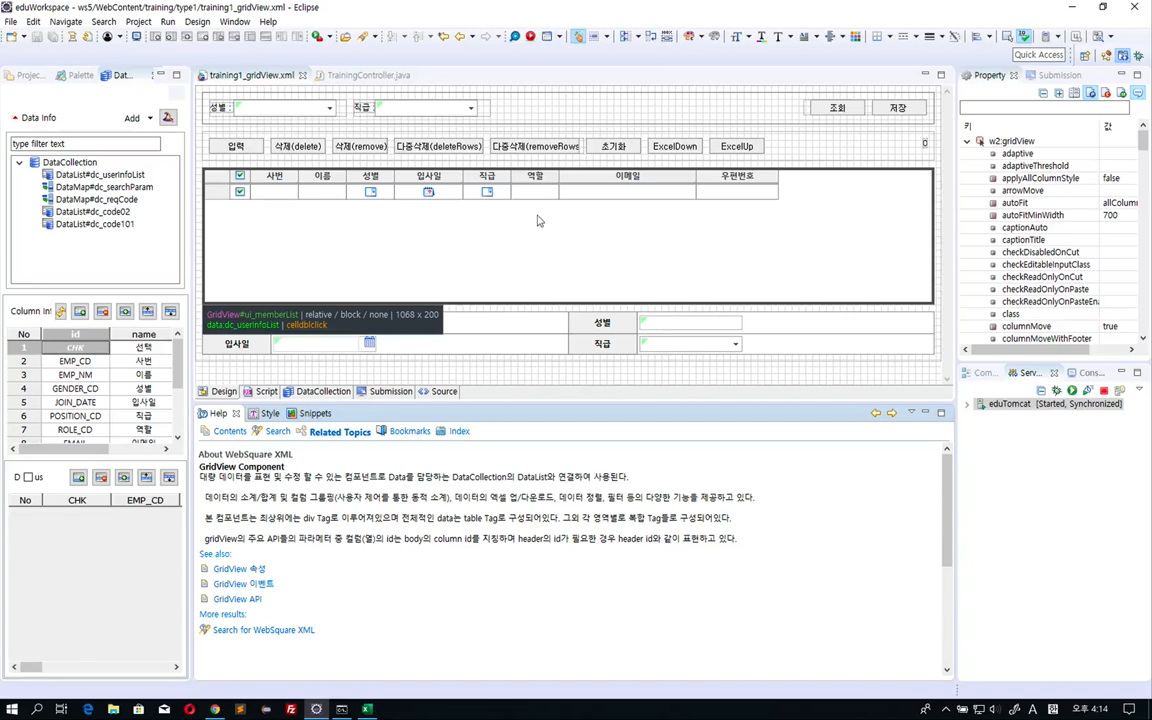 eduWorkspace - ws5/WebContent/training/type1/training1_gridView.xml - Eclipse
File Edit Navigate Search Project Run Design Window Help
Quick Access
Projec... Palette Dat...
training1_gridView.xml TrainingController.java
Property Submission
Data Info Add
type filter text
DataCollection
DataList#dc_userInfoList
DataMap#dc_searchParam
DataMap#dc_reqCode
DataList#dc_code02
DataList#dc_code101
성별 : 직급 : 조회 저장
입력 삭제(delete) 삭제(remove) 다중삭제(deleteRows) 다중삭제(removeRows 초기화 ExcelDown ExcelUp 0
사번 이름 성별 입사일 직급 역할 이메일 우편번호
GridView#ui_memberList | relative / block / none | 1068 x 200
data:dc_userInfoList | celldblclick
성별
입사일 직급
키 값
w2:gridView
adaptive
adaptiveThreshold
applyAllColumnStyle false
arrowMove
autoFit allColumn
autoFitMinWidth 700
captionAuto
captionTitle
checkDisabledOnCut
checkEditableInputClass
checkReadOnlyOnCut
checkReadOnlyOnPaste
checkReadOnlyOnPasteEna
class
columnMove true
columnMoveWithFooter
Column Inf
No id name
1 CHK 선택
2 EMP_CD 사번
3 EMP_NM 이름
4 GENDER_CD 성별
5 JOIN_DATE 입사일
6 POSITION_CD 직급
7 ROLE_CD 역할
EMAIL 이메일
D us
No CHK EMP_CD
Design Script DataCollection Submission Source
Com... Serv... Cons...
eduTomcat [Started, Synchronized]
Help Style Snippets
Contents Search Related Topics Bookmarks Index
About WebSquare XML
GridView Component
대량 데이터를 표현 및 수정 할 수 있는 컴포넌트로 Data를 담당하는 DataCollection의 DataList와 연결하여 사용된다.
데이터의 소계/합계 및 컬럼 그룹핑(사용자 제어를 통한 동적 소계), 데이터의 엑셀 업/다운로드, 데이터 정렬, 필터 등의 다양한 기능을 제공하고 있다.
본 컴포넌트는 최상위에는 div Tag로 이루어져있으며 전체적인 data는 table Tag로 구성되어있다. 그외 각 영역별로 복합 Tag들로 구성되어있다.
gridView의 주요 API들의 파라메터 중 컬럼(열)의 id는 body의 column id를 지칭하며 header의 id가 필요한 경우 header id와 같이 표현하고 있다.
See also:
GridView 속성
GridView 이벤트
GridView API
More results:
Search for WebSquare XML
A 오후 4:14